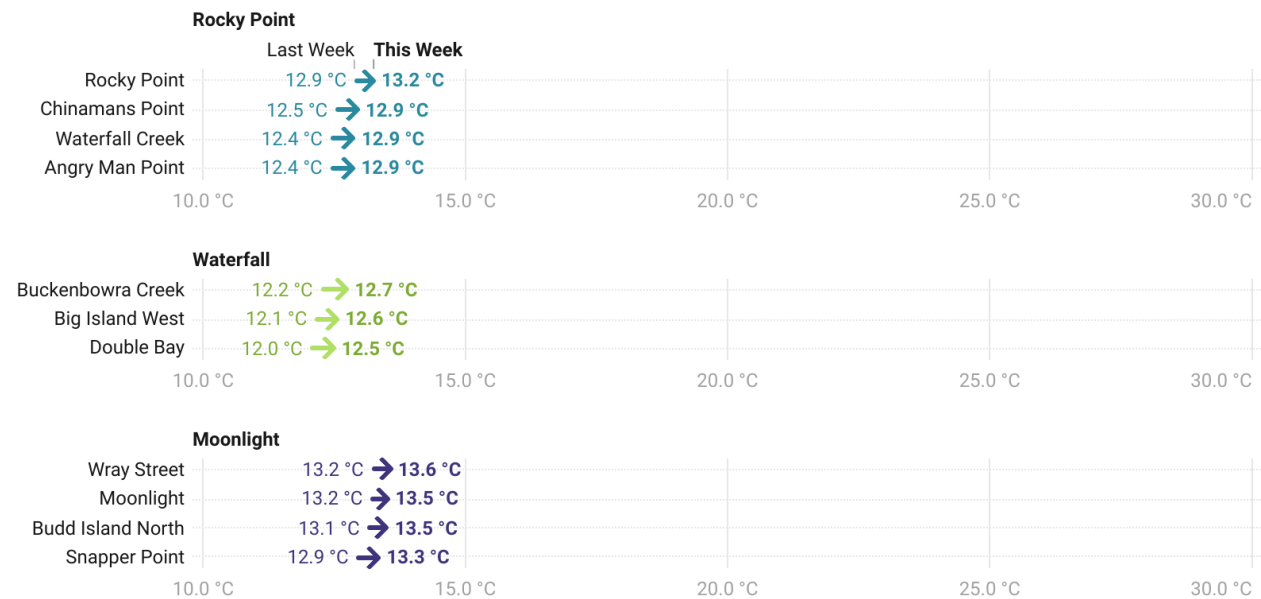 Rocky Point
Last Week This Week
Rocky Point 12.9 °C 13.2 °C
Chinamans Point 12.5 °C 12.9 °C
Waterfall Creek 12.4 °C 12.9 °C
Angry Man Point 12.4 °C 12.9 °C
10.0 °C 15.0 °C 20.0 °C 25.0 °C 30.0 °C
Waterfall
Buckenbowra Creek 12.2 °C 12.7 °C
Big Island West 12.1 °C 12.6 °C
Double Bay 12.0 °C 12.5 °C
10.0 °C 15.0 °C 20.0 °C 25.0 °C 30.0 °C
Moonlight
Wray Street 13.2 °C 13.6 °C
Moonlight 13.2 °C 13.5 °C
Budd Island North 13.1 °C 13.5 °C
Snapper Point 12.9 °C 13.3 °C
10.0 °C 15.0 °C 20.0 °C 25.0 °C 30.0 °C